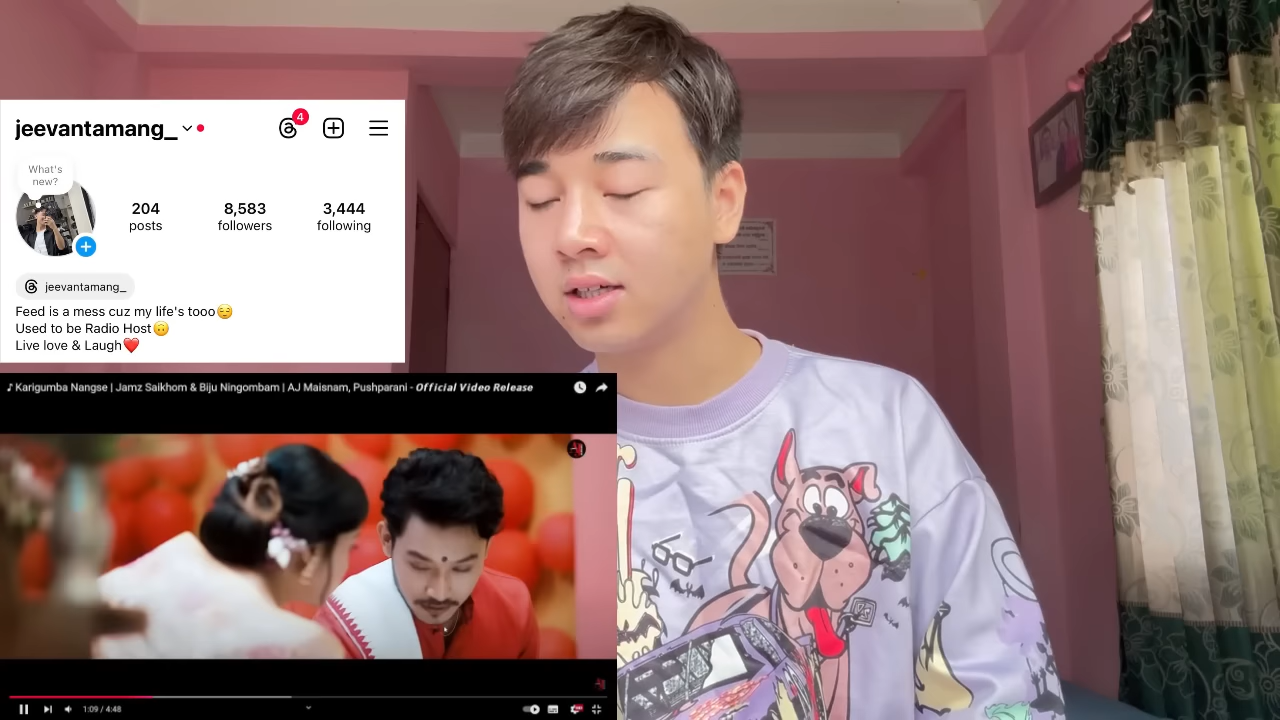 jeevantamang_
4
What's
new?
204
posts
8,583
followers
3,444
following
jeevantamang_
Feed is a mess cuz my life's tooo😌
Used to be Radio Host🙃
Live love & Laugh❤️
♪ Karigumba Nangse | Jamz Saikhom & Biju Ningombam | AJ Maisnam, Pushparani - Official Video Release
1:09 / 4:48